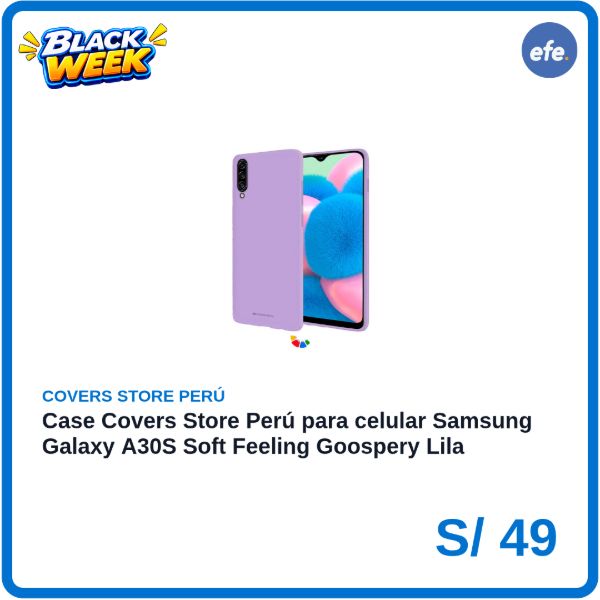 BLACK
WEEK
efe.
COVERS STORE PERÚ
Case Covers Store Perú para celular Samsung
Galaxy A30S Soft Feeling Goospery Lila
S/ 49